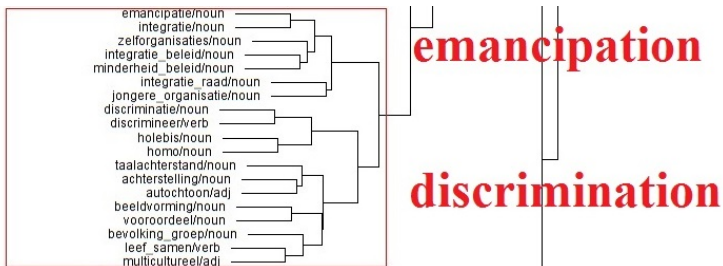 emancipatie/noun
integratie/noun
zelforganisaties/noun
integratie_beleid/noun
minderheid_beleid/noun
integratie_raad/noun
jongere_organisatie/noun
discriminatie/noun
discrimineer/verb
holebis/noun
homo/noun
taalachterstand/noun
achterstelling/noun
autochtoon/adj
beeldvorming/noun
vooroordeel/noun
bevolking_groep/noun
leef_samen/verb
multicultureel/adj
emancipation
discrimination